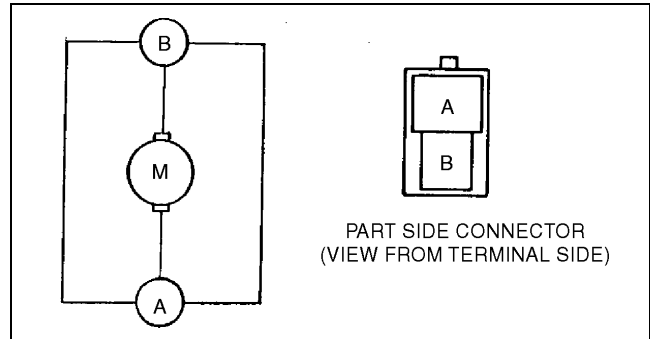 B
M
A
A
B
PART SIDE CONNECTOR
(VIEW FROM TERMINAL SIDE)